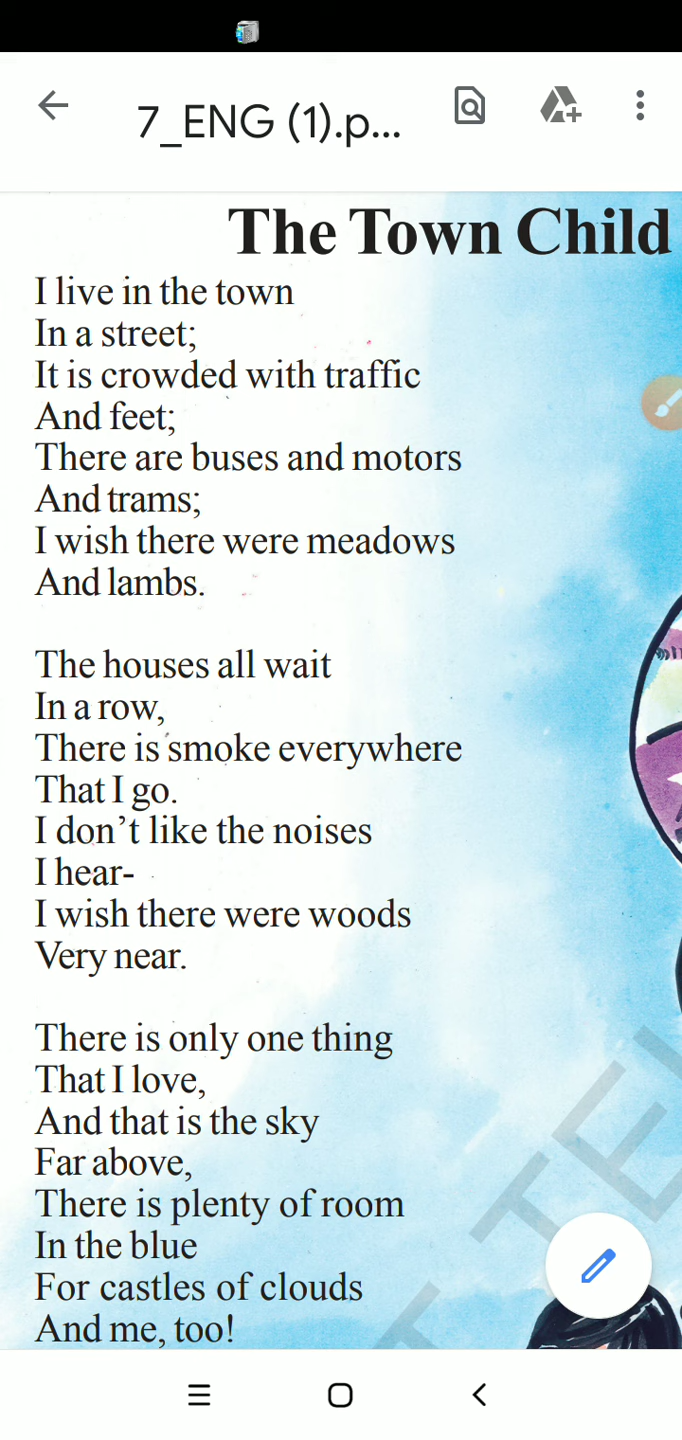 7_ENG (1).p...
The Town Child
I live in the town
In a street;
It is crowded with traffic
And feet;
There are buses and motors
And trams;
I wish there were meadows
And lambs.
The houses all wait
In a row,
There is smoke everywhere
That I go.
I don't like the noises
I hear-
I wish there were woods
Very near.
There is only one thing
That I love,
And that is the sky
Far above,
There is plenty of room
In the blue
For castles of clouds
And me, too!